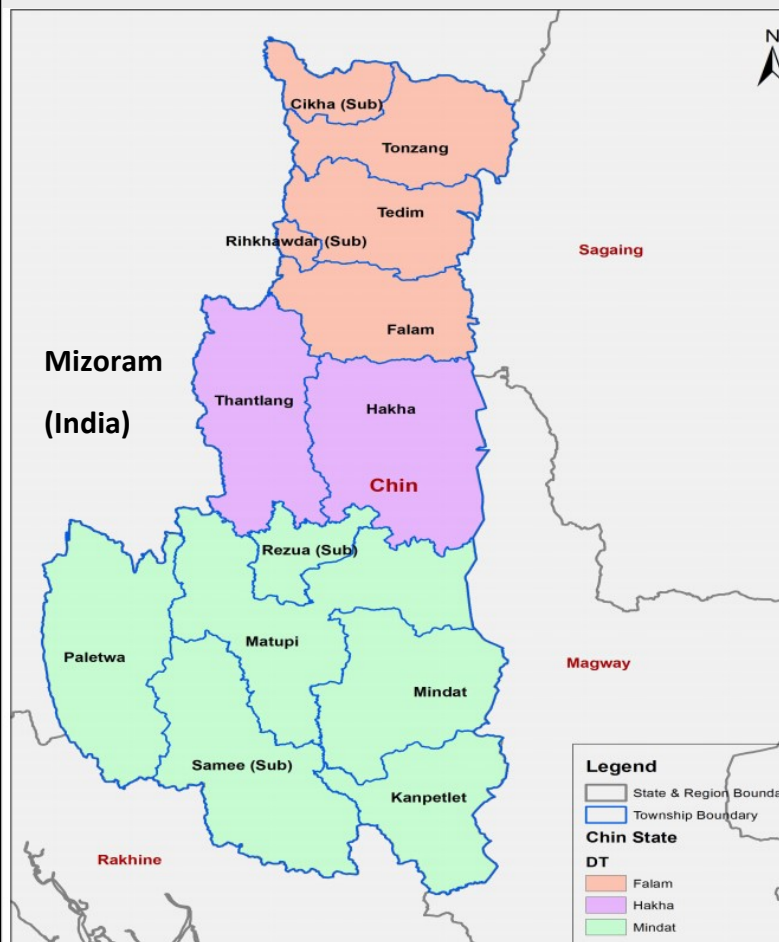 N
Cikha (Sub)
Tonzang
Tedim
Rihkhawdar (Sub)
Sagaing
Falam
Mizoram
(India)
Thantlang
Hakha
Chin
Rezua (Sub)
Matupi
Paletwa
Magway
Mindat
Samee (Sub)
Kanpetlet
Rakhine
Legend
State & Region Bounda
Township Boundary
Chin State
DT
Falam
Hakha
Mindat